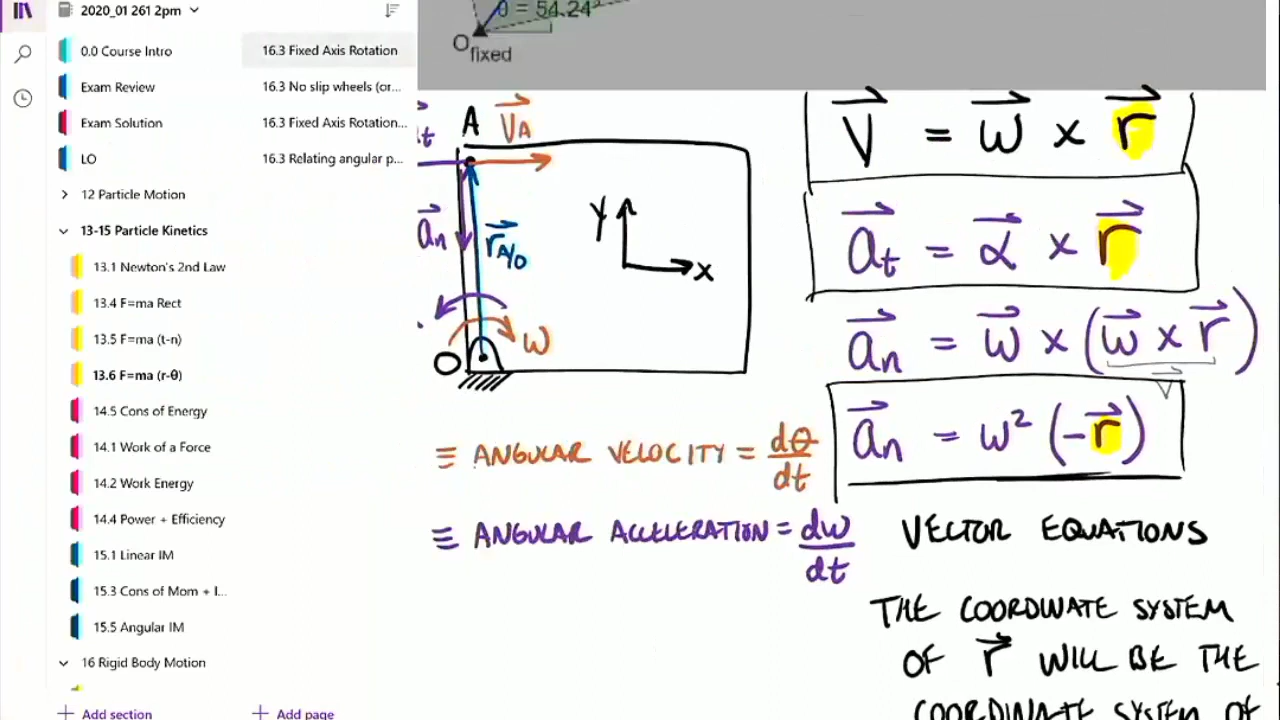 2020_01 261 2pm
0.0 Course Intro
Exam Review
Exam Solution
LO
12 Particle Motion
13-15 Particle Kinetics
13.1 Newton's 2nd Law
13.4 F=ma Rect
13.5 F=ma (t-n)
13.6 F=ma (r-θ)
14.5 Cons of Energy
14.1 Work of a Force
14.2 Work Energy
14.4 Power + Efficiency
15.1 Linear IM
15.3 Cons of Mom + I...
15.5 Angular IM
16 Rigid Body Motion
+ Add section
16.3 Fixed Axis Rotation
16.3 No slip wheels (or...
16.3 Fixed Axis Rotation...
16.3 Relating angular p...
+ Add page
θ = 54.24°
O fixed
t
A
V⃗A
a⃗n
r⃗A/O
Y
X
O
ω
≡ ANGULAR VELOCITY = dθ/dt
≡ ANGULAR ACCELERATION = dω/dt
V⃗ = ω⃗ × r⃗
a⃗t = α⃗ × r⃗
a⃗n = ω⃗ × (ω⃗ × r⃗)
V⃗
a⃗n = ω² (-r⃗)
VECTOR EQUATIONS
THE COORDINATE SYSTEM
OF r⃗ WILL BE THE
COORDINATE SYSTEM OF